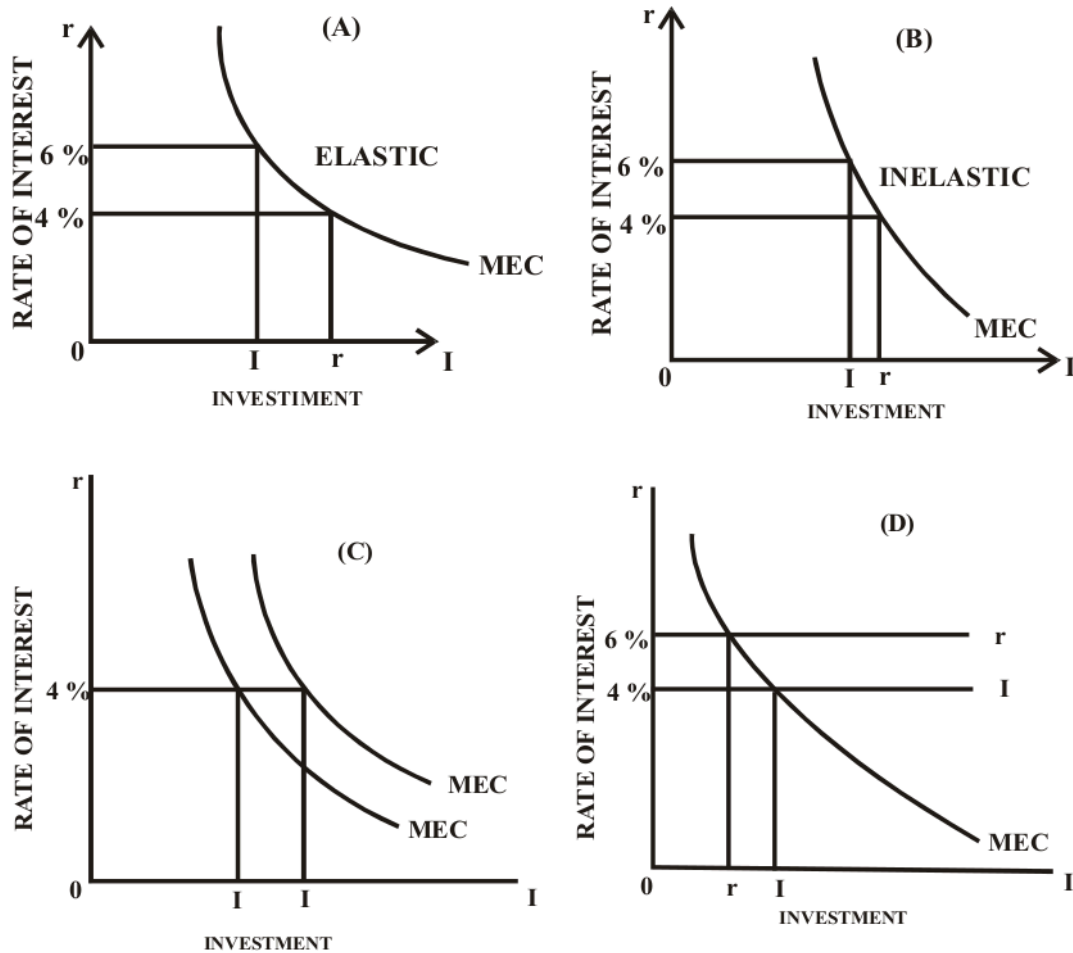 (A)
r
RATE OF INTEREST
6 %
ELASTIC
4 %
MEC
0
I
r
I
INVESTIMENT
(B)
r
RATE OF INTEREST
6 %
INELASTIC
4 %
MEC
0
I
r
I
INVESTMENT
(C)
r
RATE OF INTEREST
4 %
MEC
MEC
0
I
I
I
INVESTMENT
(D)
r
RATE OF INTEREST
6 %
r
4 %
I
MEC
0
r
I
I
INVESTMENT